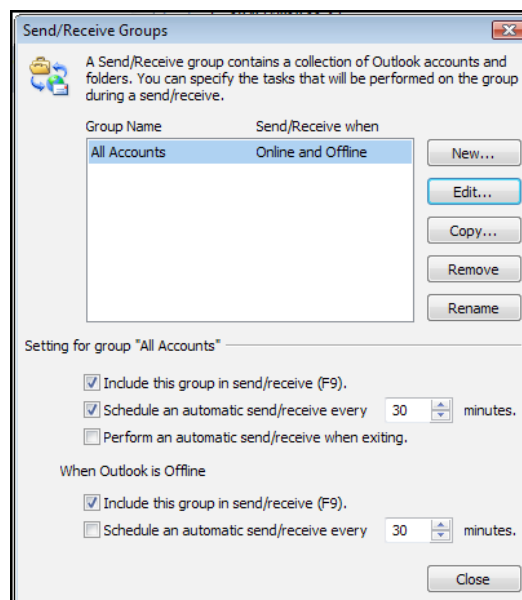 Send/Receive Groups
A Send/Receive group contains a collection of Outlook accounts and
folders. You can specify the tasks that will be performed on the group
during a send/receive.
Group Name Send/Receive when
All Accounts Online and Offline
New...
Edit...
Copy...
Remove
Rename
Setting for group "All Accounts"
Include this group in send/receive (F9).
Schedule an automatic send/receive every 30 minutes.
Perform an automatic send/receive when exiting.
When Outlook is Offline
Include this group in send/receive (F9).
Schedule an automatic send/receive every 30 minutes.
Close